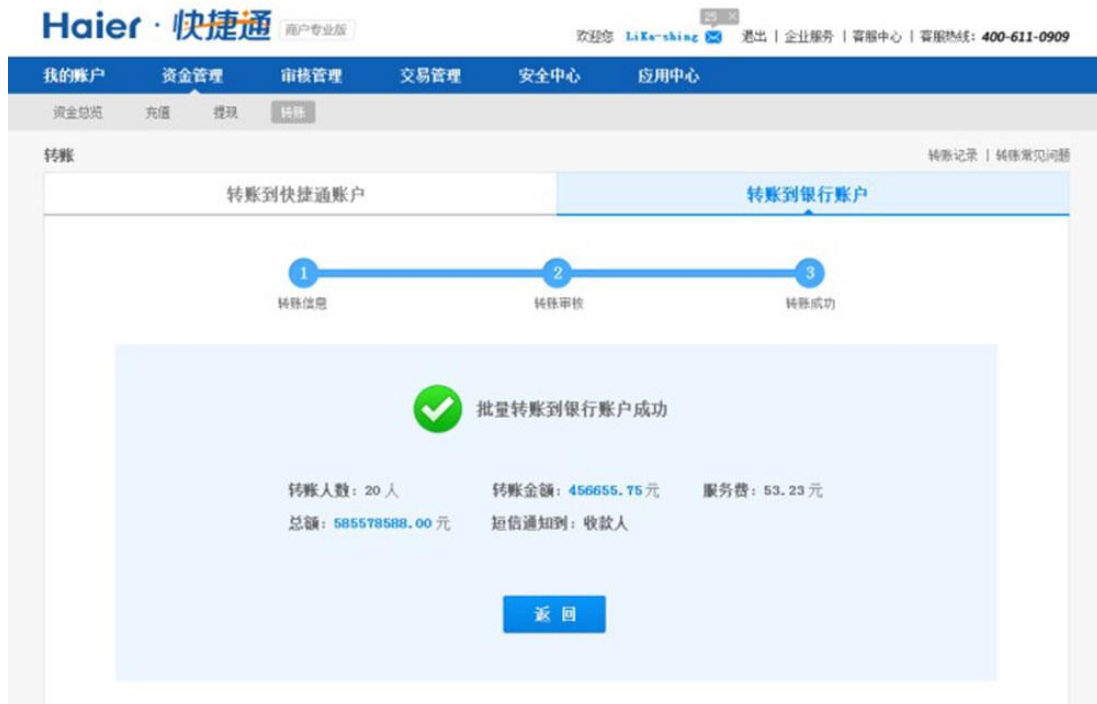 25 ×
Haier · 快捷通 商户专业版
欢迎您 LiKa-shing 退出 | 企业服务 | 客服中心 | 客服热线: 400-611-0909
我的账户 资金管理 审核管理 交易管理 安全中心 应用中心
资金总览 充值 提现 转账
转账 转账记录 | 转账常见问题
转账到快捷通账户 转账到银行账户
1 2 3
转账信息 转账审核 转账成功
批量转账到银行账户成功
转账人数: 20 人 转账金额: 456655.75 元 服务费: 53.23 元
总额: 585578588.00 元 短信通知到: 收款人
返 回